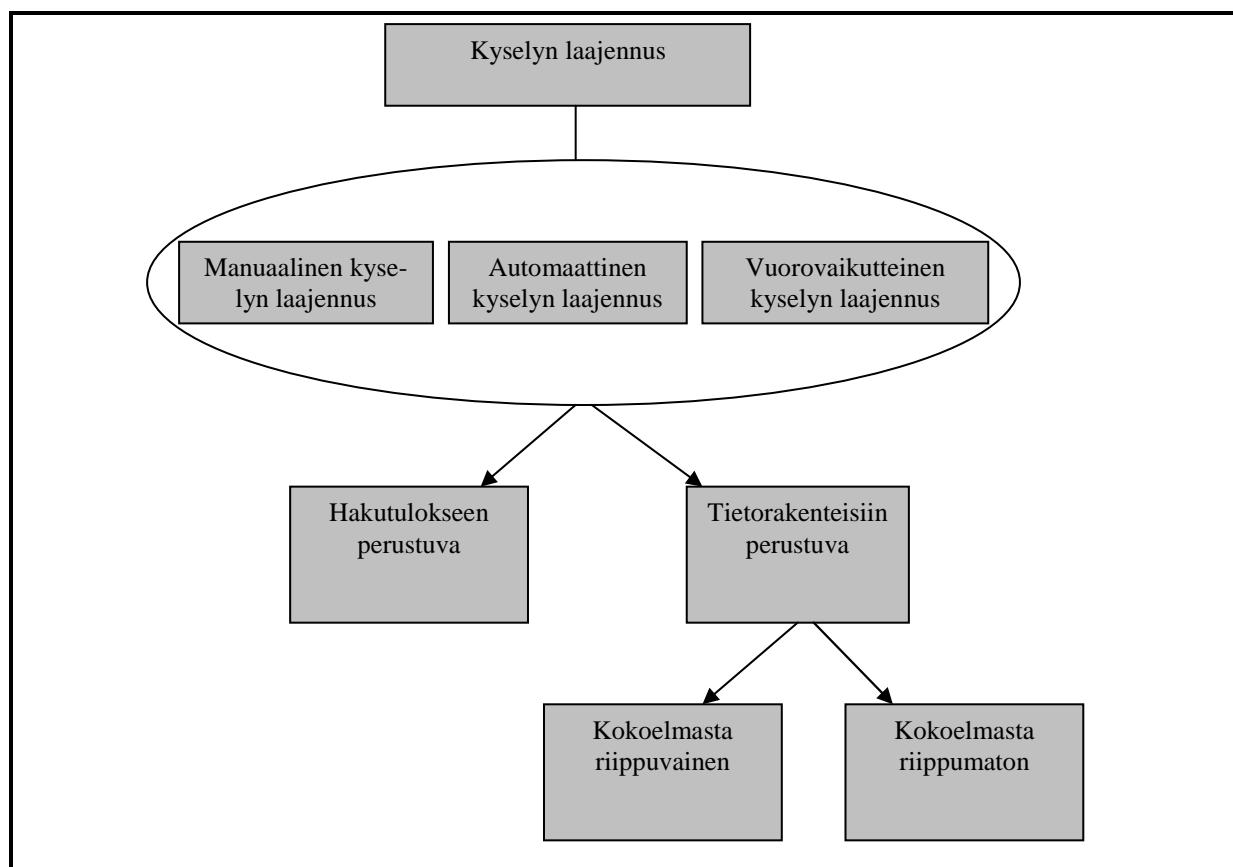 Kyselyn laajennus
Manuaalinen kyse-
lyn laajennus
Automaattinen
kyselyn laajennus
Vuorovaikutteinen
kyselyn laajennus
Hakutulokseen
perustuva
Tietorakenteisiin
perustuva
Kokoelmasta
riippuvainen
Kokoelmasta
riippumaton